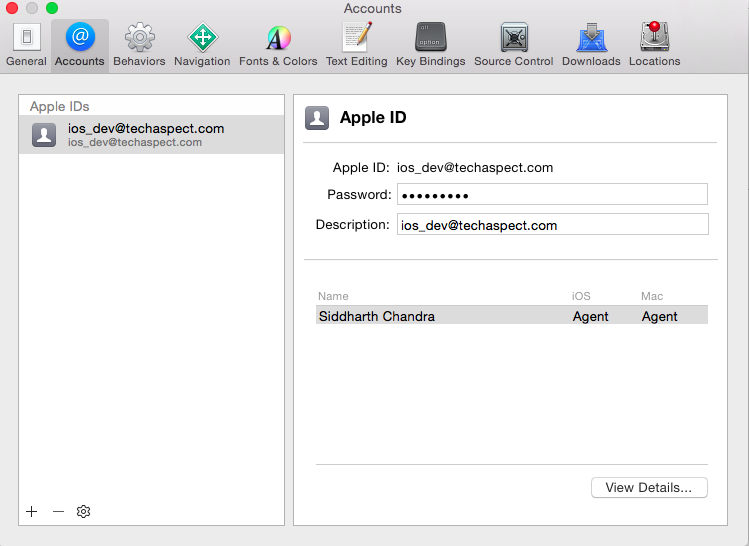 Accounts
General Accounts Behaviors Navigation Fonts & Colors Text Editing Key Bindings Source Control Downloads Locations
Apple IDs
ios_dev@techaspect.com
ios_dev@techaspect.com
Apple ID
Apple ID: ios_dev@techaspect.com
Password: •••••••••
Description: ios_dev@techaspect.com
Name iOS Mac
Siddharth Chandra Agent Agent
View Details...